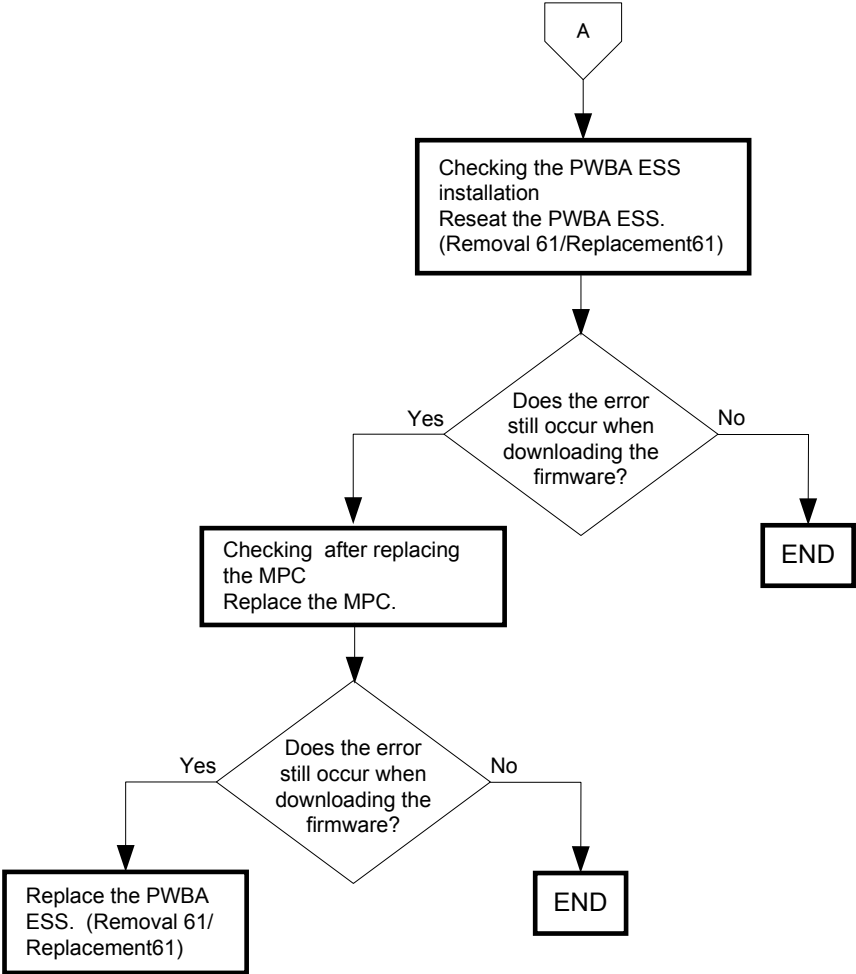 A
Checking the PWBA ESS
installation
Reseat the PWBA ESS.
(Removal 61/Replacement61)
Does the error
still occur when
downloading the
firmware?
Yes
No
Checking  after replacing
the MPC
Replace the MPC.
END
Does the error
still occur when
downloading the
firmware?
Yes
No
Replace the PWBA
ESS.  (Removal 61/
Replacement61)
END